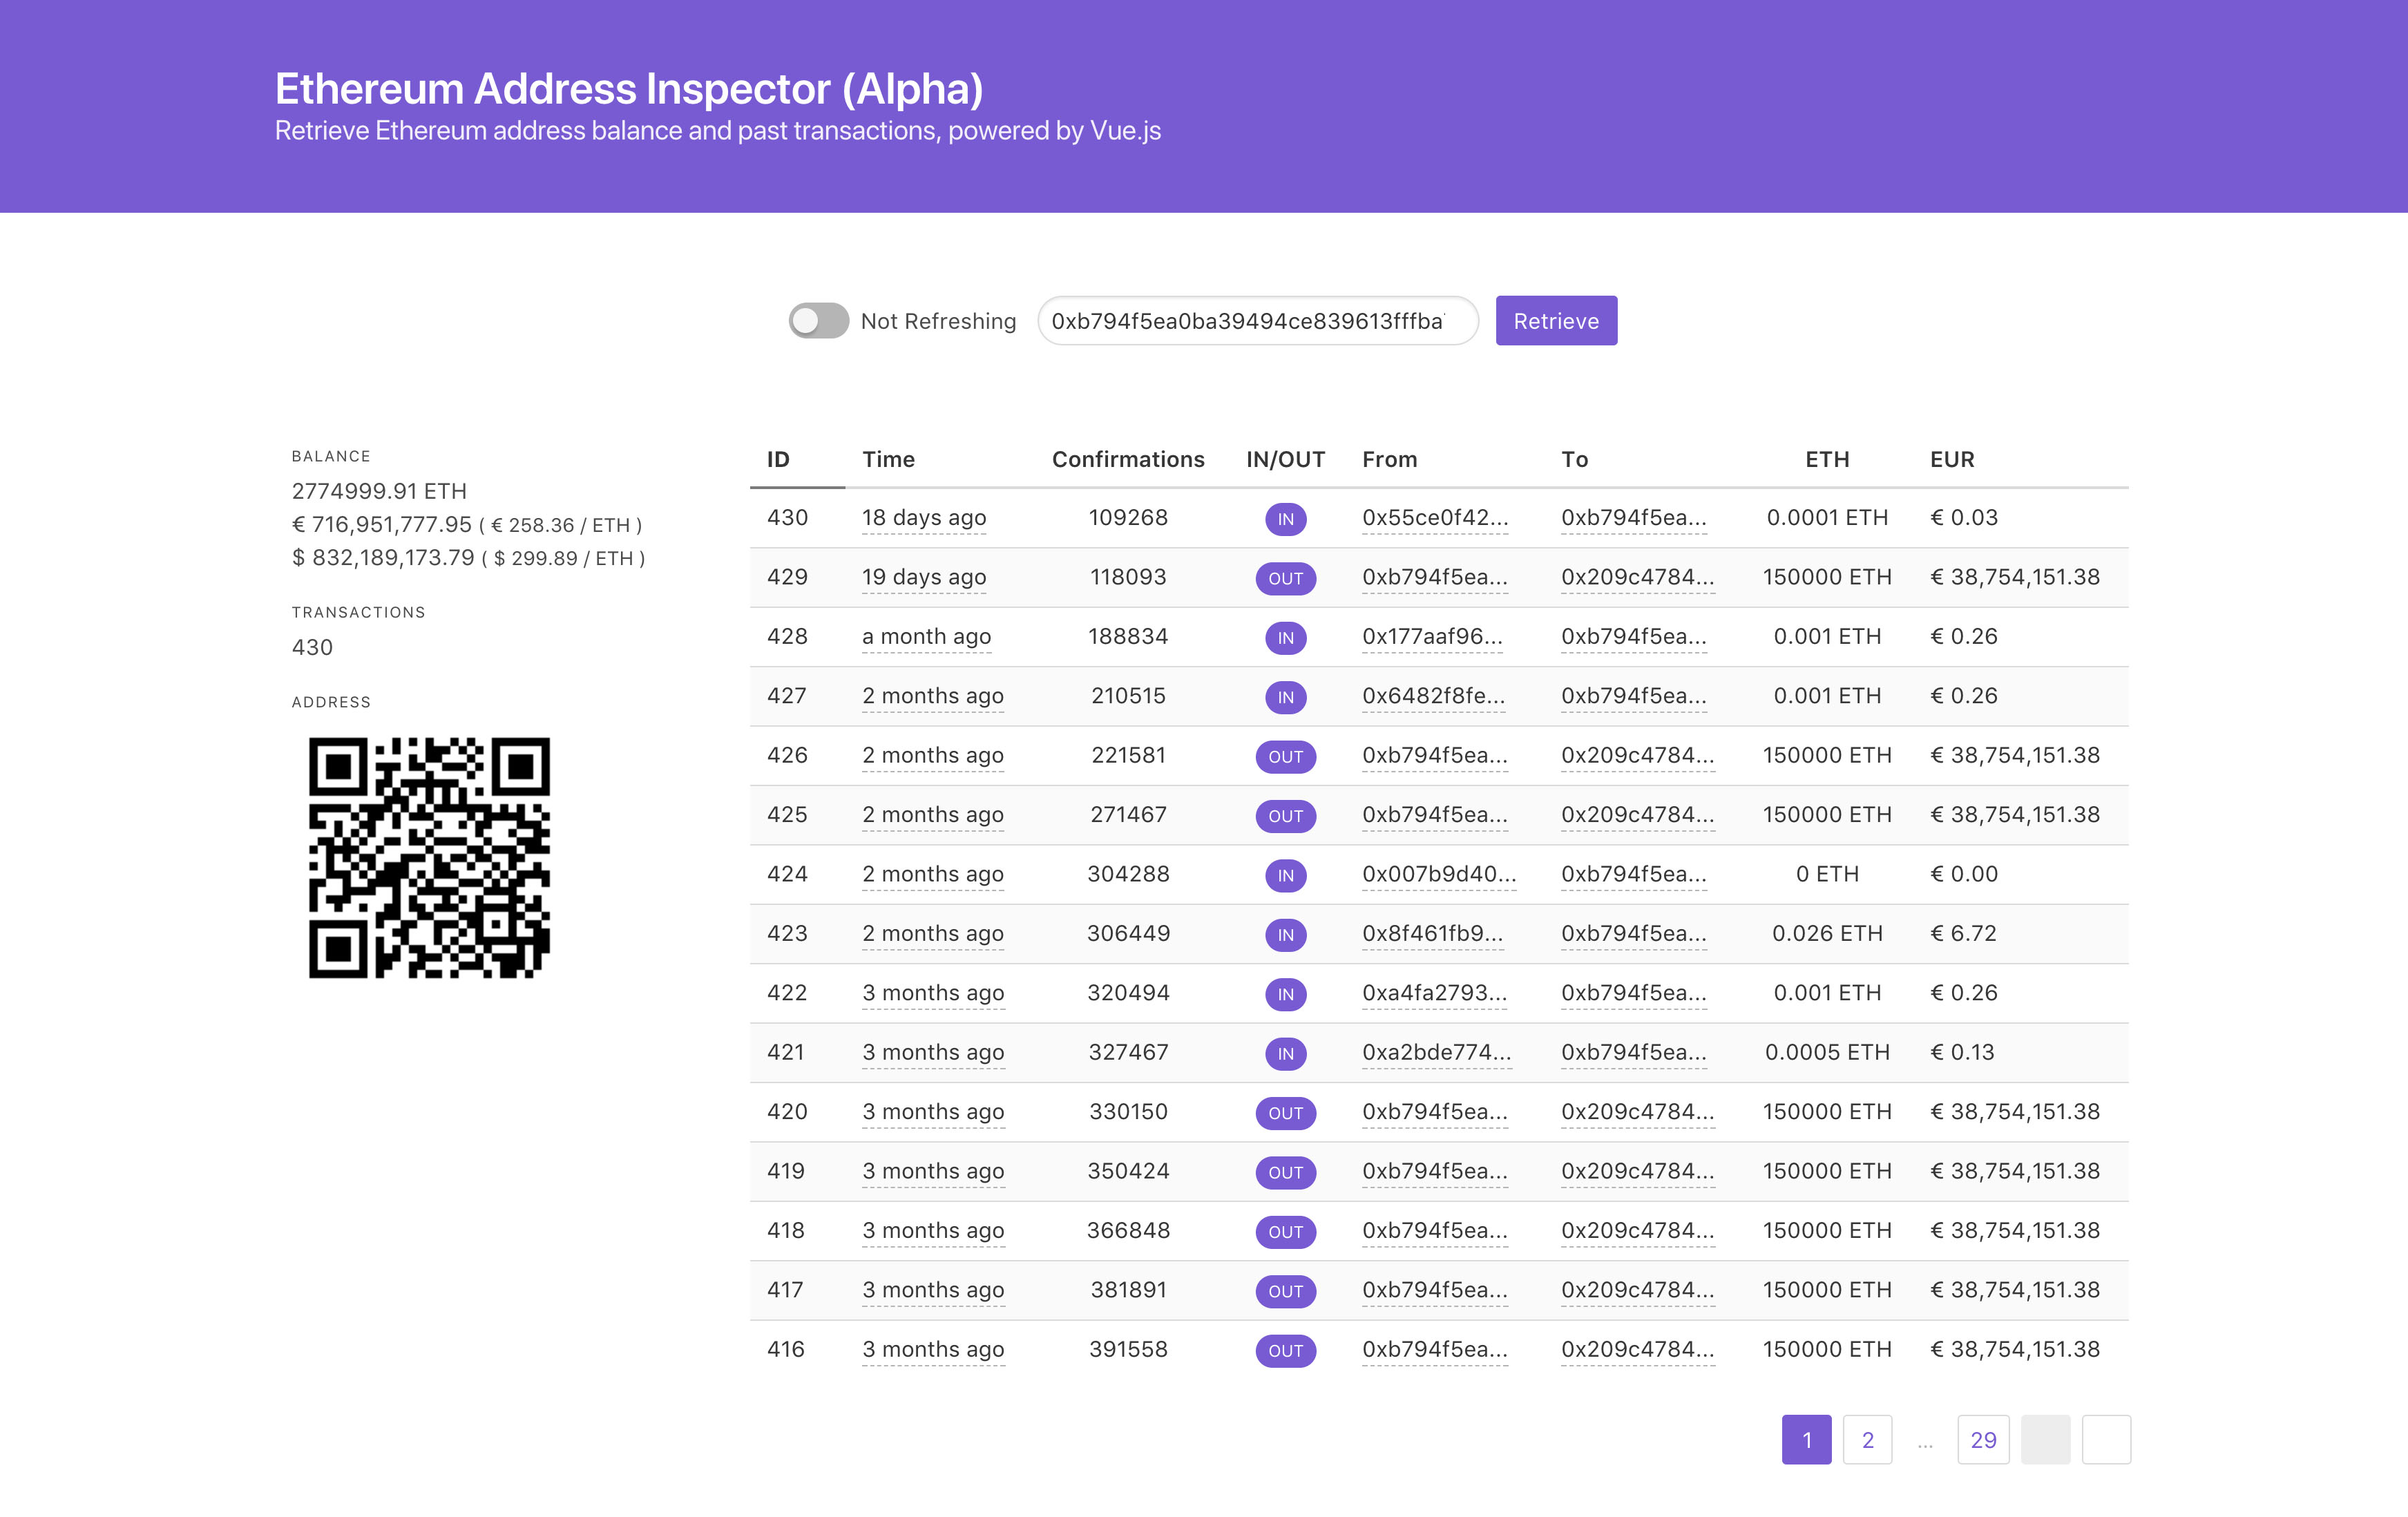 Ethereum Address Inspector (Alpha)
Retrieve Ethereum address balance and past transactions, powered by Vue.js
Not Refreshing 0xb794f5ea0ba39494ce839613fffba Retrieve
BALANCE
2774999.91 ETH
€ 716,951,777.95 ( € 258.36 / ETH )
$ 832,189,173.79 ( $ 299.89 / ETH )
TRANSACTIONS
430
ADDRESS
ID Time Confirmations IN/OUT From To ETH EUR
430 18 days ago 109268 IN 0x55ce0f42... 0xb794f5ea... 0.0001 ETH € 0.03
429 19 days ago 118093 OUT 0xb794f5ea... 0x209c4784... 150000 ETH € 38,754,151.38
428 a month ago 188834 IN 0x177aaf96... 0xb794f5ea... 0.001 ETH € 0.26
427 2 months ago 210515 IN 0x6482f8fe... 0xb794f5ea... 0.001 ETH € 0.26
426 2 months ago 221581 OUT 0xb794f5ea... 0x209c4784... 150000 ETH € 38,754,151.38
425 2 months ago 271467 OUT 0xb794f5ea... 0x209c4784... 150000 ETH € 38,754,151.38
424 2 months ago 304288 IN 0x007b9d40... 0xb794f5ea... 0 ETH € 0.00
423 2 months ago 306449 IN 0x8f461fb9... 0xb794f5ea... 0.026 ETH € 6.72
422 3 months ago 320494 IN 0xa4fa2793... 0xb794f5ea... 0.001 ETH € 0.26
421 3 months ago 327467 IN 0xa2bde774... 0xb794f5ea... 0.0005 ETH € 0.13
420 3 months ago 330150 OUT 0xb794f5ea... 0x209c4784... 150000 ETH € 38,754,151.38
419 3 months ago 350424 OUT 0xb794f5ea... 0x209c4784... 150000 ETH € 38,754,151.38
418 3 months ago 366848 OUT 0xb794f5ea... 0x209c4784... 150000 ETH € 38,754,151.38
417 3 months ago 381891 OUT 0xb794f5ea... 0x209c4784... 150000 ETH € 38,754,151.38
416 3 months ago 391558 OUT 0xb794f5ea... 0x209c4784... 150000 ETH € 38,754,151.38
1 2 ... 29